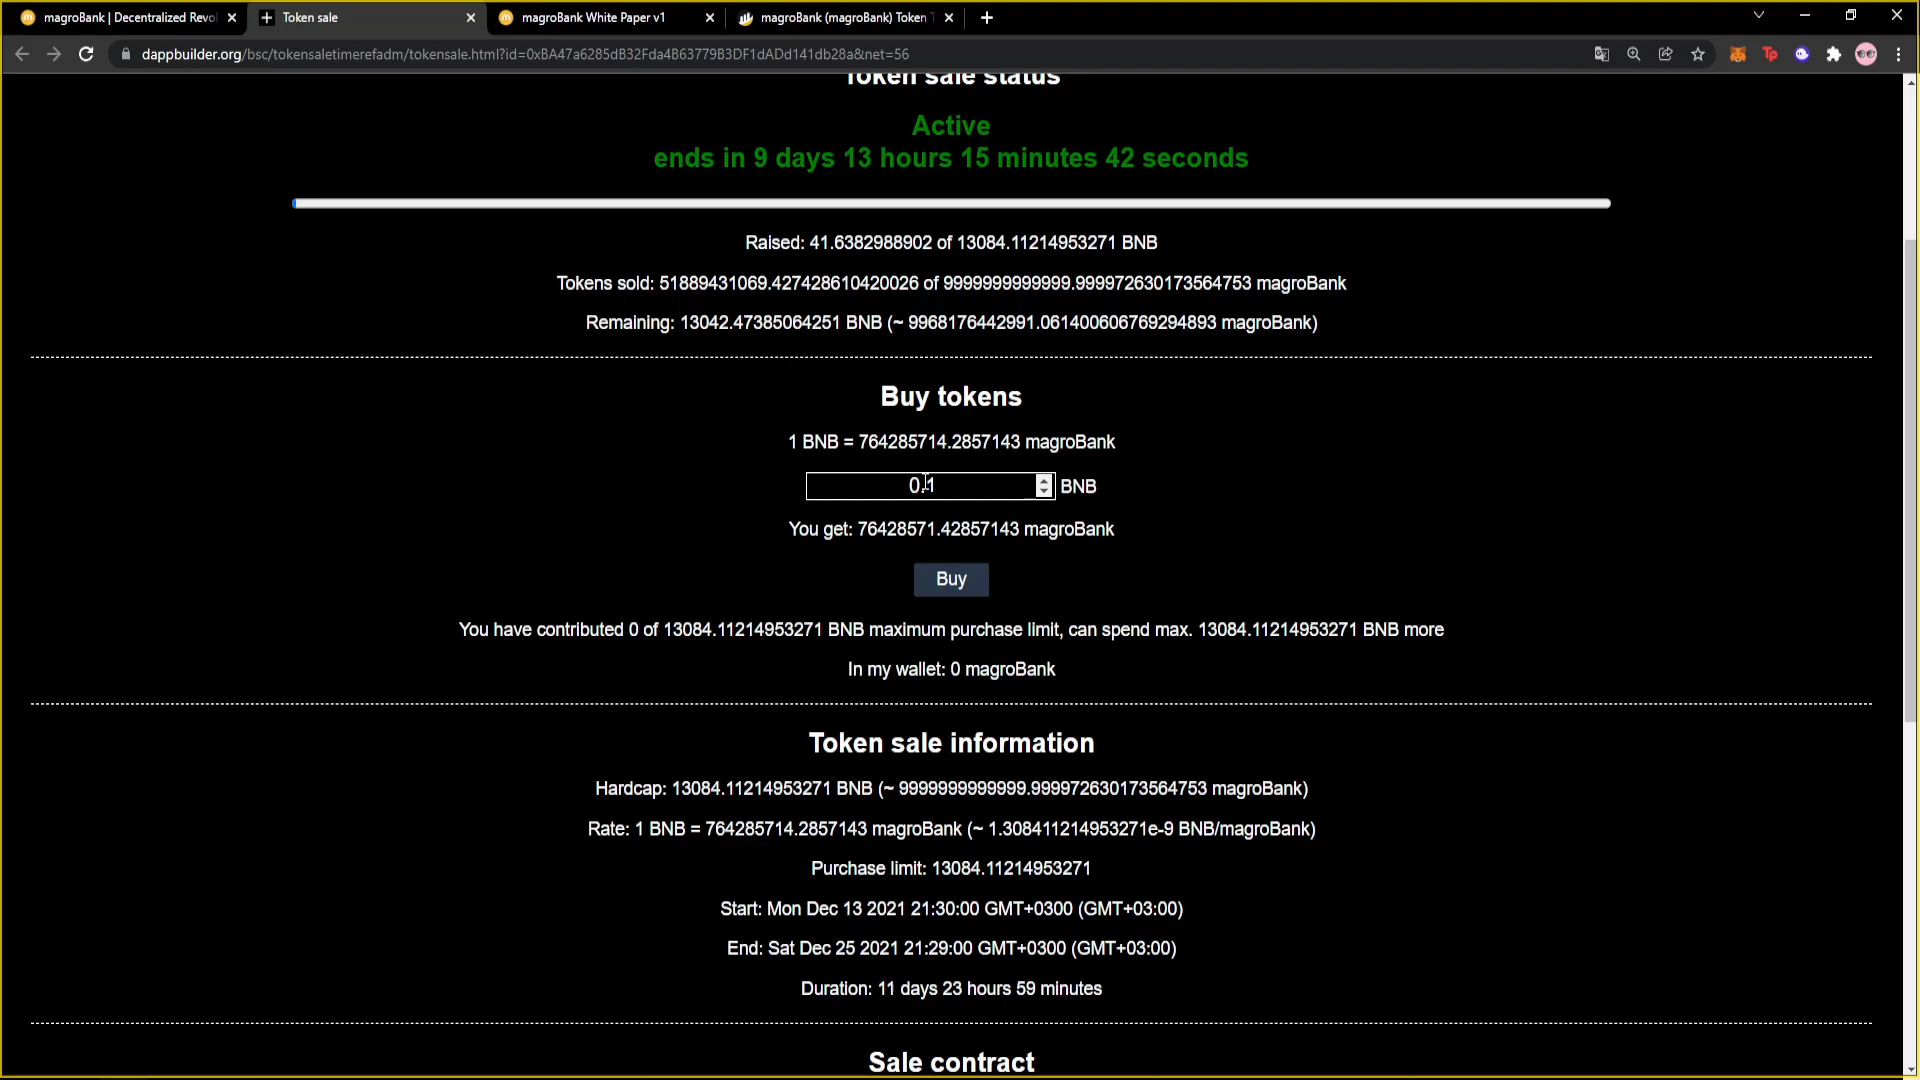 magroBank | Decentralized Revo
Token sale
magroBank White Paper v1
magroBank (magroBank) Token
dappbuilder.org/bsc/tokensaletimerefadm/tokensale.html?id=0xBA47a6285dB32Fda4B63779B3DF1dADd141db28a&net=56
Token sale status
Active
ends in 9 days 13 hours 15 minutes 42 seconds
Raised: 41.6382988902 of 13084.11214953271 BNB
Tokens sold: 51889431069.427428610420026 of 9999999999999.999972630173564753 magroBank
Remaining: 13042.47385064251 BNB (~ 9968176442991.061400606769294893 magroBank)
Buy tokens
1 BNB = 764285714.2857143 magroBank
0.1 BNB
You get: 76428571.42857143 magroBank
Buy
You have contributed 0 of 13084.11214953271 BNB maximum purchase limit, can spend max. 13084.11214953271 BNB more
In my wallet: 0 magroBank
Token sale information
Hardcap: 13084.11214953271 BNB (~ 9999999999999.999972630173564753 magroBank)
Rate: 1 BNB = 764285714.2857143 magroBank (~ 1.308411214953271e-9 BNB/magroBank)
Purchase limit: 13084.11214953271
Start: Mon Dec 13 2021 21:30:00 GMT+0300 (GMT+03:00)
End: Sat Dec 25 2021 21:29:00 GMT+0300 (GMT+03:00)
Duration: 11 days 23 hours 59 minutes
Sale contract